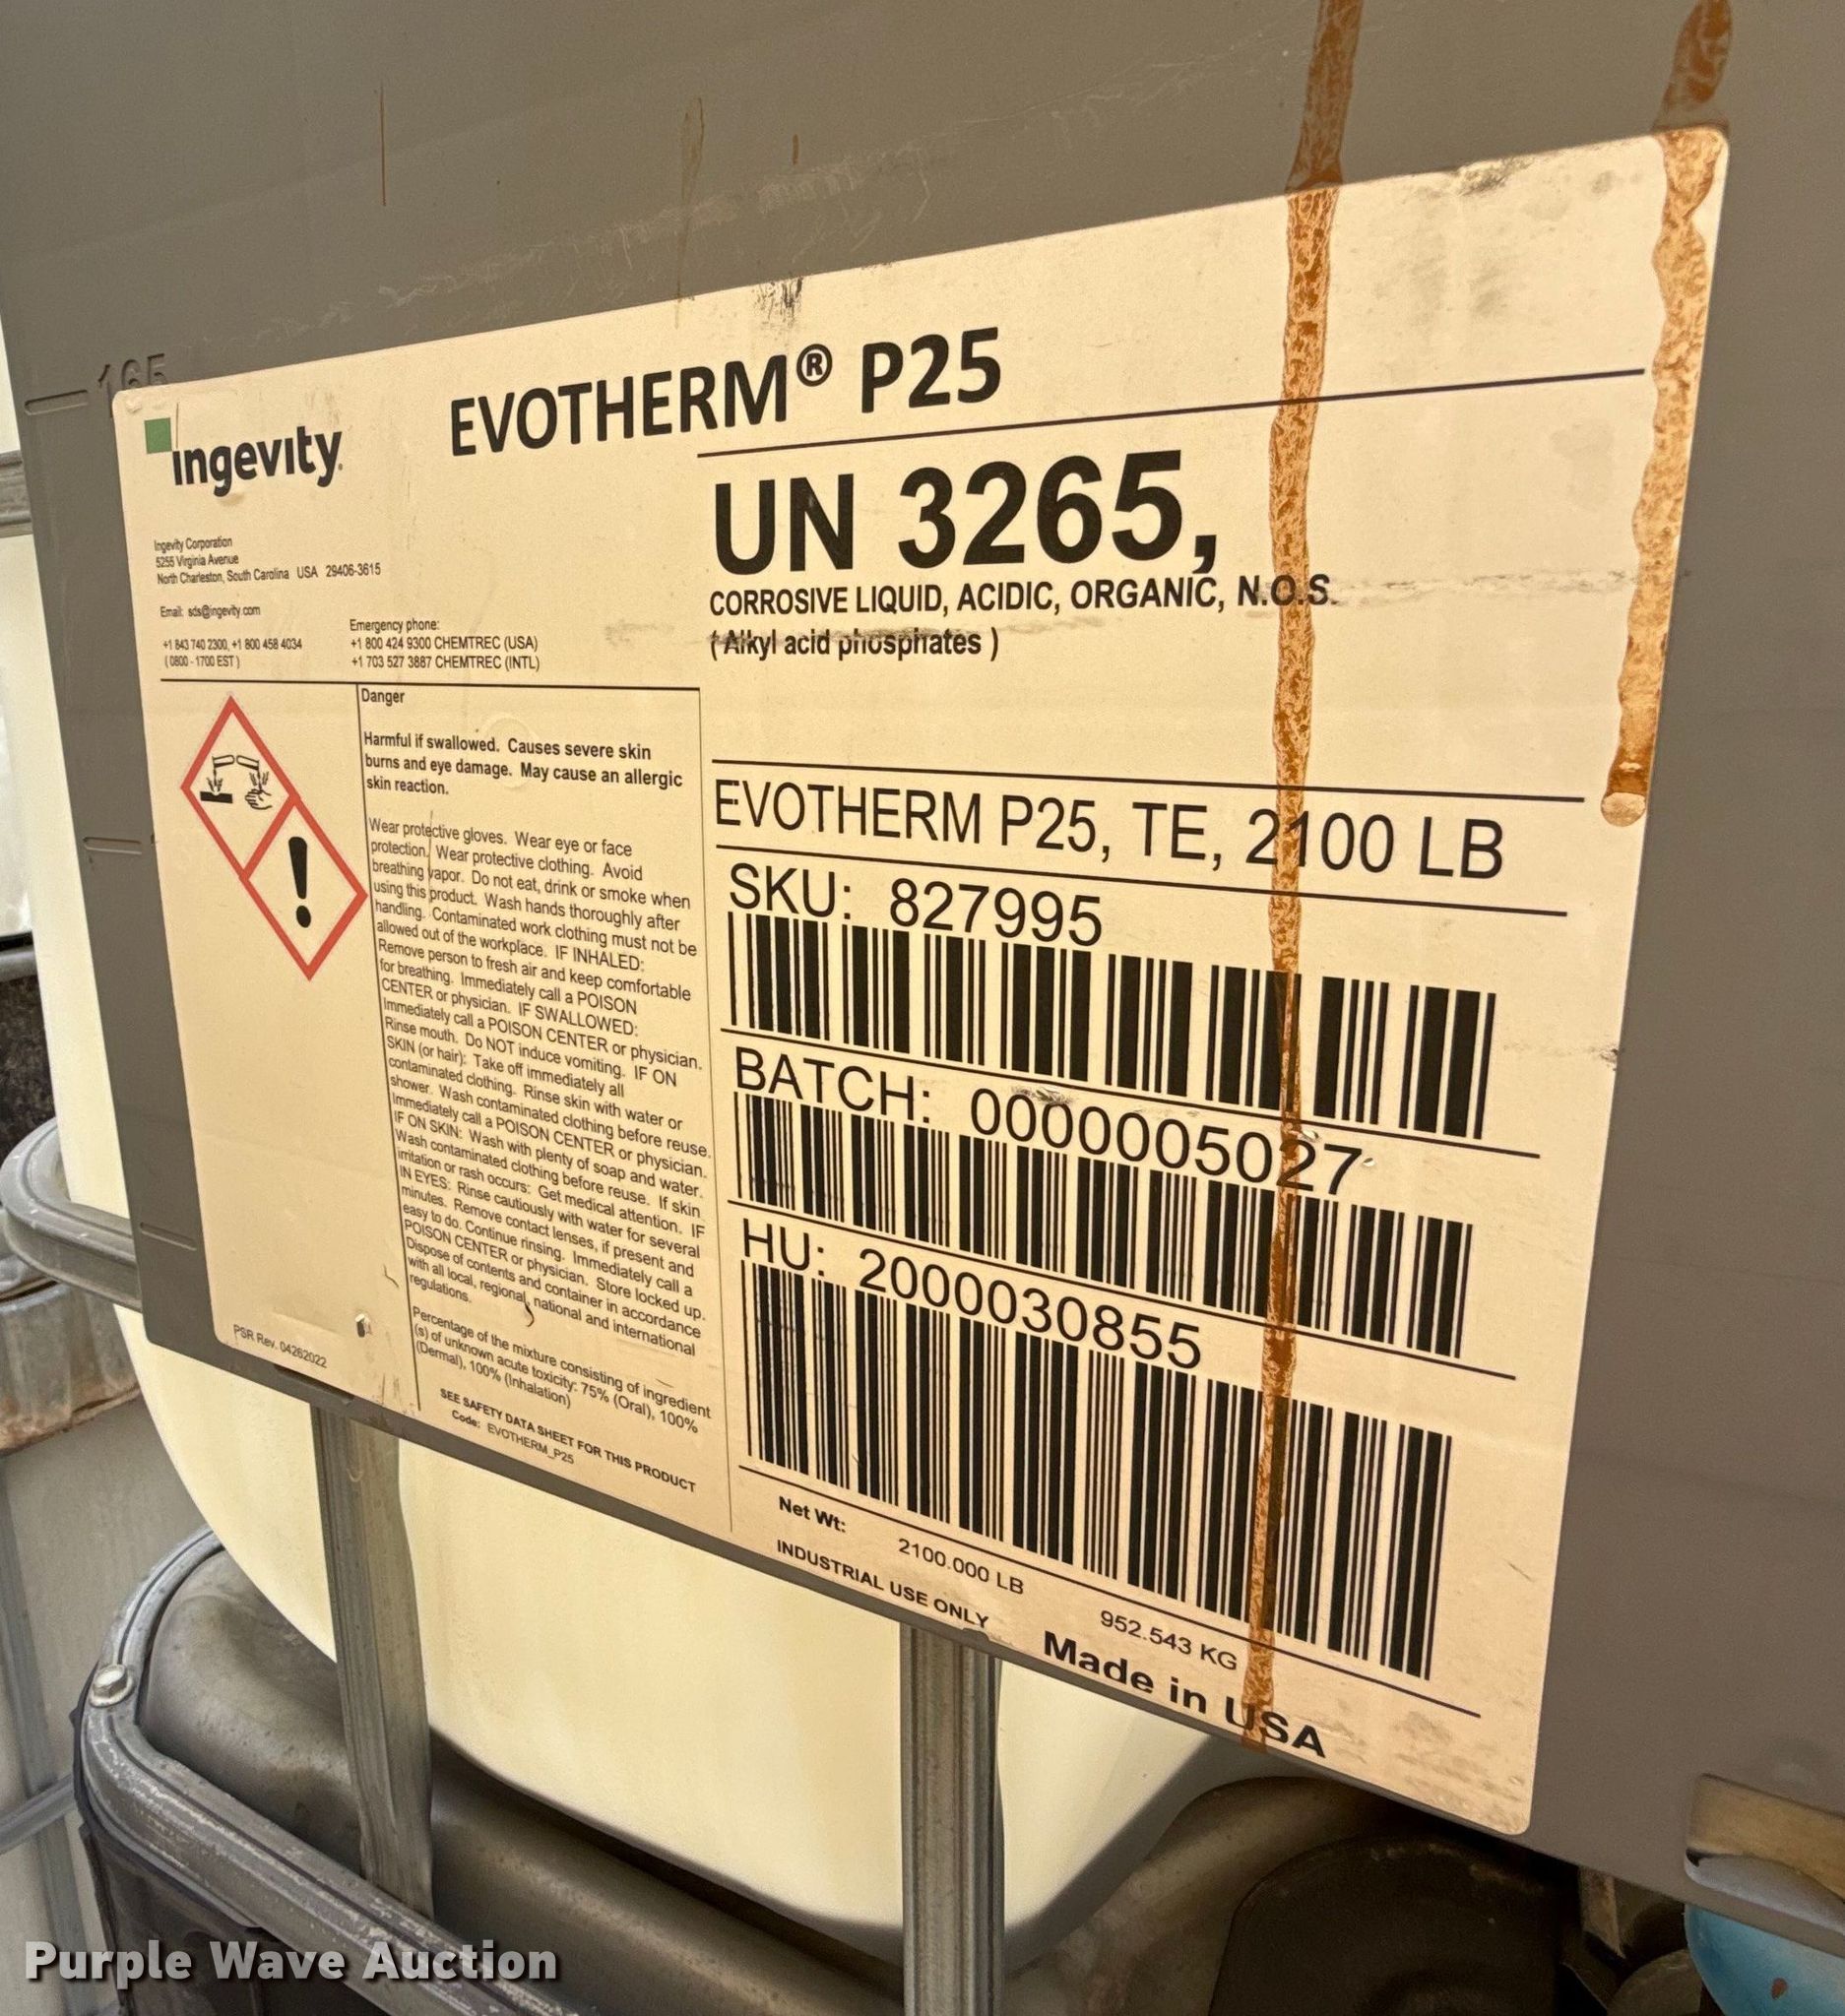 165
ingevity
EVOTHERM® P25
Ingevity Corporation
5255 Virginia Avenue
North Charleston, South Carolina USA 29406-3615
Email: sds@ingevity.com
+1 843 740 2300, +1 800 458 4034
( 0800 - 1700 EST )
Emergency phone:
+1 800 424 9300 CHEMTREC (USA)
+1 703 527 3887 CHEMTREC (INTL)
UN 3265,
CORROSIVE LIQUID, ACIDIC, ORGANIC, N.O.S.
( Alkyl acid phosphates )
Danger
Harmful if swallowed. Causes severe skin
burns and eye damage. May cause an allergic
skin reaction.
Wear protective gloves. Wear eye or face
protection. Wear protective clothing. Avoid
breathing vapor. Do not eat, drink or smoke when
using this product. Wash hands thoroughly after
handling. Contaminated work clothing must not be
allowed out of the workplace. IF INHALED:
Remove person to fresh air and keep comfortable
for breathing. Immediately call a POISON
CENTER or physician. IF SWALLOWED:
Immediately call a POISON CENTER or physician.
Rinse mouth. Do NOT induce vomiting. IF ON
SKIN (or hair): Take off immediately all
contaminated clothing. Rinse skin with water or
shower. Wash contaminated clothing before reuse.
Immediately call a POISON CENTER or physician.
IF ON SKIN: Wash with plenty of soap and water.
Wash contaminated clothing before reuse. If skin
irritation or rash occurs: Get medical attention. IF
IN EYES: Rinse cautiously with water for several
minutes. Remove contact lenses, if present and
easy to do. Continue rinsing. Immediately call a
POISON CENTER or physician. Store locked up.
Dispose of contents and container in accordance
with all local, regional, national and international
regulations.
Percentage of the mixture consisting of ingredient
(s) of unknown acute toxicity: 75% (Oral), 100%
(Dermal), 100% (Inhalation)
SEE SAFETY DATA SHEET FOR THIS PRODUCT
Code: EVOTHERM_P25
PSR Rev. 04262022
EVOTHERM P25, TE, 2100 LB
SKU: 827995
BATCH: 0000005027
HU: 2000030855
Net Wt: 2100.000 LB 952.543 KG
INDUSTRIAL USE ONLY
Made in USA
Purple Wave Auction